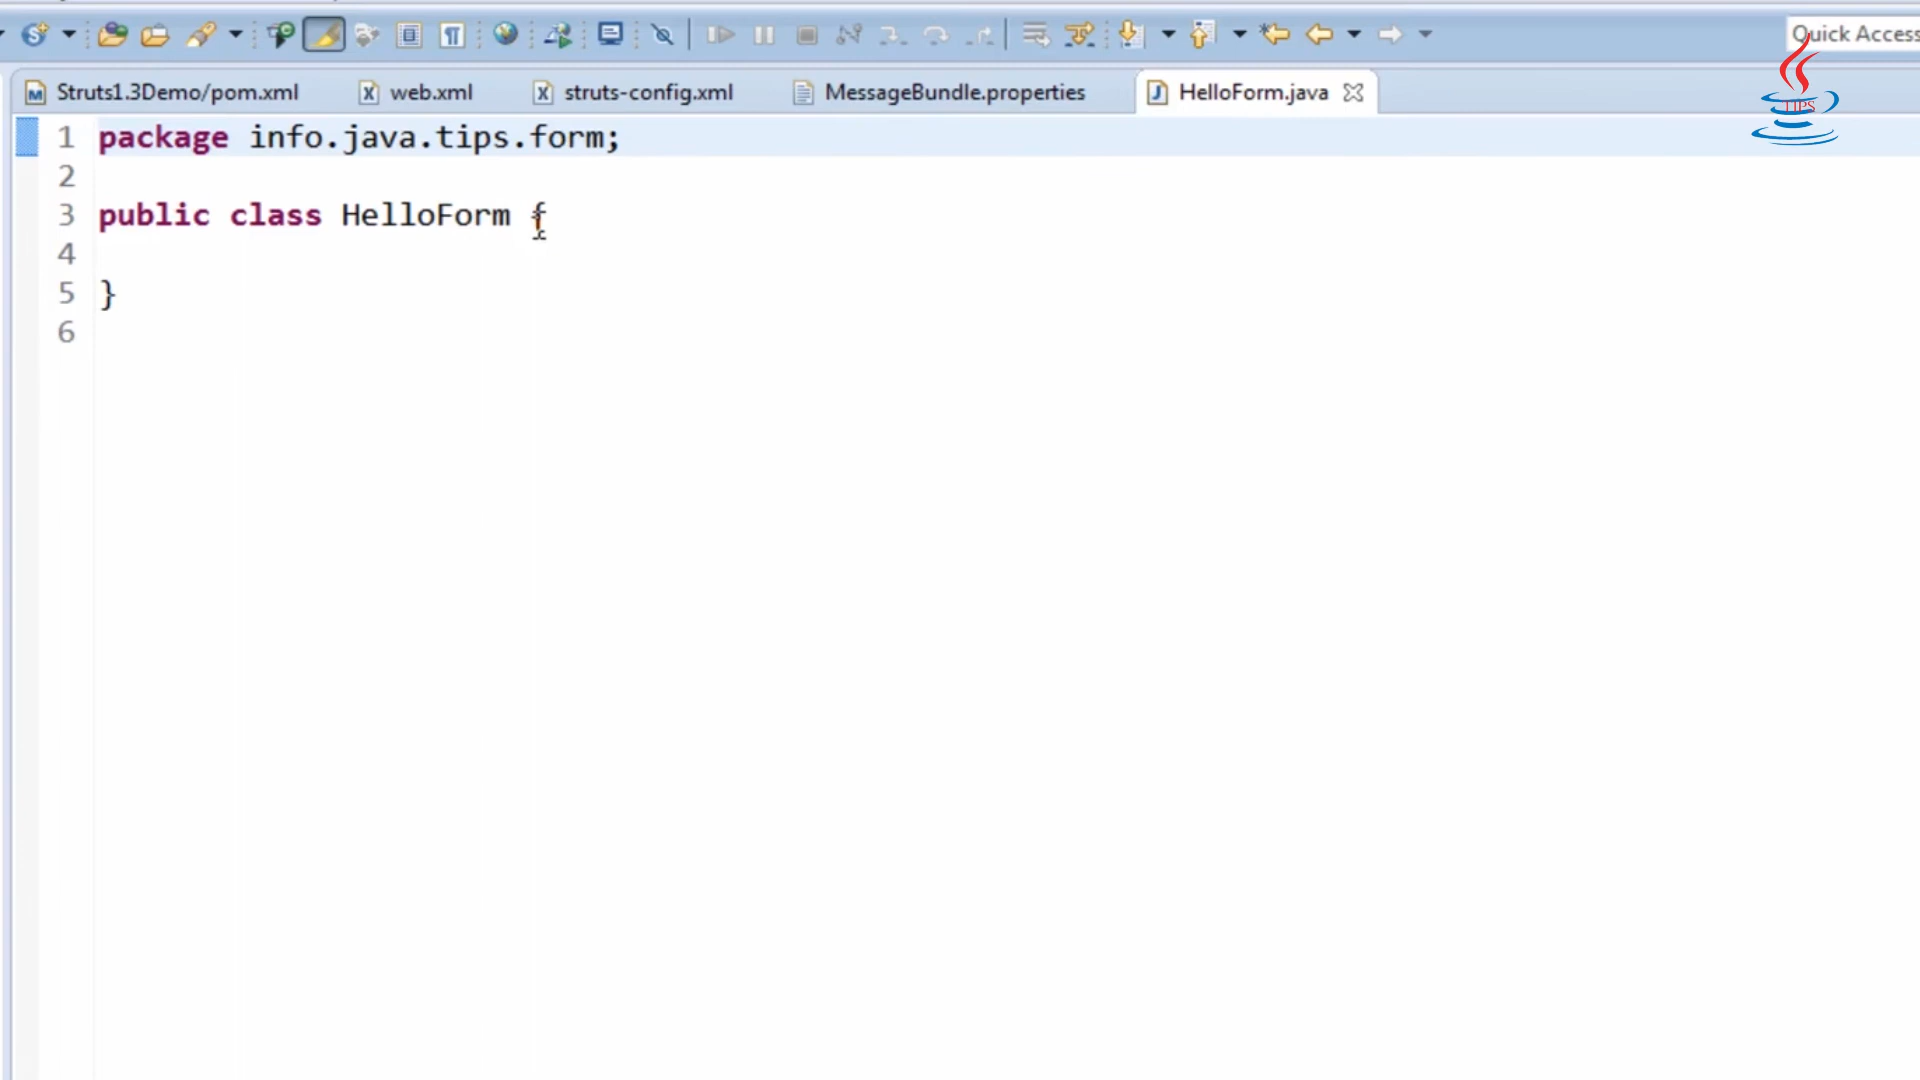 Quick Access
Struts1.3Demo/pom.xml web.xml struts-config.xml MessageBundle.properties HelloForm.java
TIPS
1 package info.java.tips.form;
2
3 public class HelloForm {
4
5 }
6